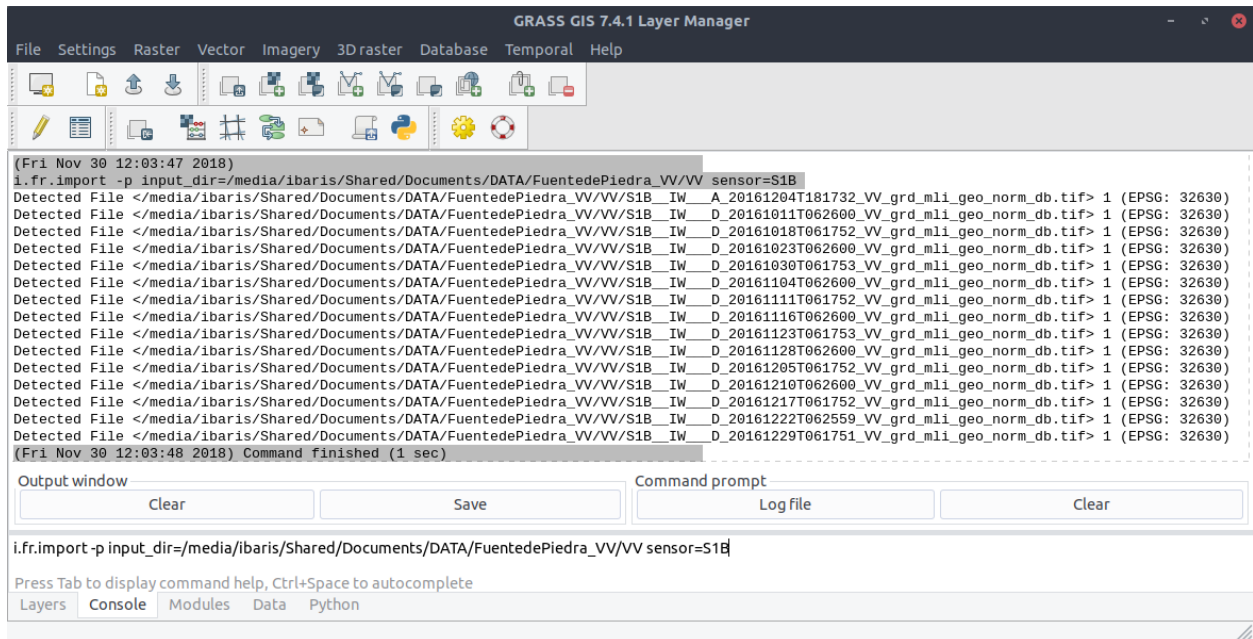 GRASS GIS 7.4.1 Layer Manager
File Settings Raster Vector Imagery 3D raster Database Temporal Help
(Fri Nov 30 12:03:47 2018)
i.fr.import -p input_dir=/media/ibaris/Shared/Documents/DATA/FuentedePiedra_VV/VV sensor=S1B
Detected File </media/ibaris/Shared/Documents/DATA/FuentedePiedra_VV/VV/S1B__IW___A_20161204T181732_VV_grd_mli_geo_norm_db.tif> 1 (EPSG: 32630)
Detected File </media/ibaris/Shared/Documents/DATA/FuentedePiedra_VV/VV/S1B__IW___D_20161011T062600_VV_grd_mli_geo_norm_db.tif> 1 (EPSG: 32630)
Detected File </media/ibaris/Shared/Documents/DATA/FuentedePiedra_VV/VV/S1B__IW___D_20161018T061752_VV_grd_mli_geo_norm_db.tif> 1 (EPSG: 32630)
Detected File </media/ibaris/Shared/Documents/DATA/FuentedePiedra_VV/VV/S1B__IW___D_20161023T062600_VV_grd_mli_geo_norm_db.tif> 1 (EPSG: 32630)
Detected File </media/ibaris/Shared/Documents/DATA/FuentedePiedra_VV/VV/S1B__IW___D_20161030T061753_VV_grd_mli_geo_norm_db.tif> 1 (EPSG: 32630)
Detected File </media/ibaris/Shared/Documents/DATA/FuentedePiedra_VV/VV/S1B__IW___D_20161104T062600_VV_grd_mli_geo_norm_db.tif> 1 (EPSG: 32630)
Detected File </media/ibaris/Shared/Documents/DATA/FuentedePiedra_VV/VV/S1B__IW___D_20161111T061752_VV_grd_mli_geo_norm_db.tif> 1 (EPSG: 32630)
Detected File </media/ibaris/Shared/Documents/DATA/FuentedePiedra_VV/VV/S1B__IW___D_20161116T062600_VV_grd_mli_geo_norm_db.tif> 1 (EPSG: 32630)
Detected File </media/ibaris/Shared/Documents/DATA/FuentedePiedra_VV/VV/S1B__IW___D_20161123T061753_VV_grd_mli_geo_norm_db.tif> 1 (EPSG: 32630)
Detected File </media/ibaris/Shared/Documents/DATA/FuentedePiedra_VV/VV/S1B__IW___D_20161128T062600_VV_grd_mli_geo_norm_db.tif> 1 (EPSG: 32630)
Detected File </media/ibaris/Shared/Documents/DATA/FuentedePiedra_VV/VV/S1B__IW___D_20161205T061752_VV_grd_mli_geo_norm_db.tif> 1 (EPSG: 32630)
Detected File </media/ibaris/Shared/Documents/DATA/FuentedePiedra_VV/VV/S1B__IW___D_20161210T062600_VV_grd_mli_geo_norm_db.tif> 1 (EPSG: 32630)
Detected File </media/ibaris/Shared/Documents/DATA/FuentedePiedra_VV/VV/S1B__IW___D_20161217T061752_VV_grd_mli_geo_norm_db.tif> 1 (EPSG: 32630)
Detected File </media/ibaris/Shared/Documents/DATA/FuentedePiedra_VV/VV/S1B__IW___D_20161222T062559_VV_grd_mli_geo_norm_db.tif> 1 (EPSG: 32630)
Detected File </media/ibaris/Shared/Documents/DATA/FuentedePiedra_VV/VV/S1B__IW___D_20161229T061751_VV_grd_mli_geo_norm_db.tif> 1 (EPSG: 32630)
(Fri Nov 30 12:03:48 2018) Command finished (1 sec)
Output window Command prompt
Clear Save Log file Clear
i.fr.import -p input_dir=/media/ibaris/Shared/Documents/DATA/FuentedePiedra_VV/VV sensor=S1B
Press Tab to display command help, Ctrl+Space to autocomplete
Layers Console Modules Data Python